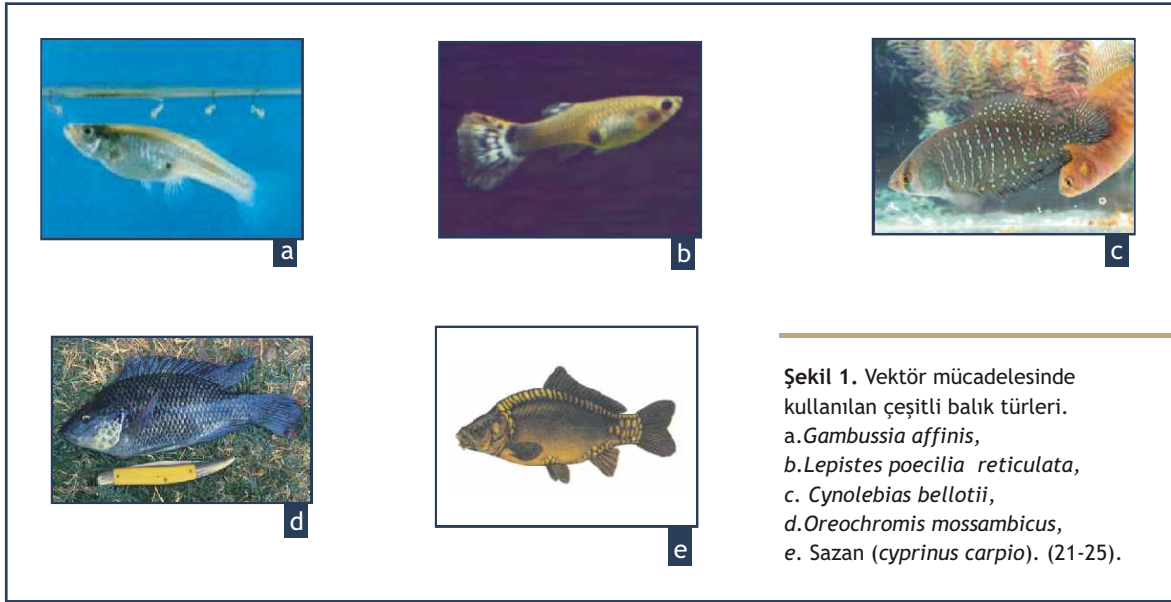 a
b
c
d
e
Şekil 1. Vektör mücadelesinde
kullanılan çeşitli balık türleri.
a.Gambussia affinis,
b.Lepistes poecilia reticulata,
c. Cynolebias bellotii,
d.Oreochromis mossambicus,
e. Sazan (cyprinus carpio). (21-25).